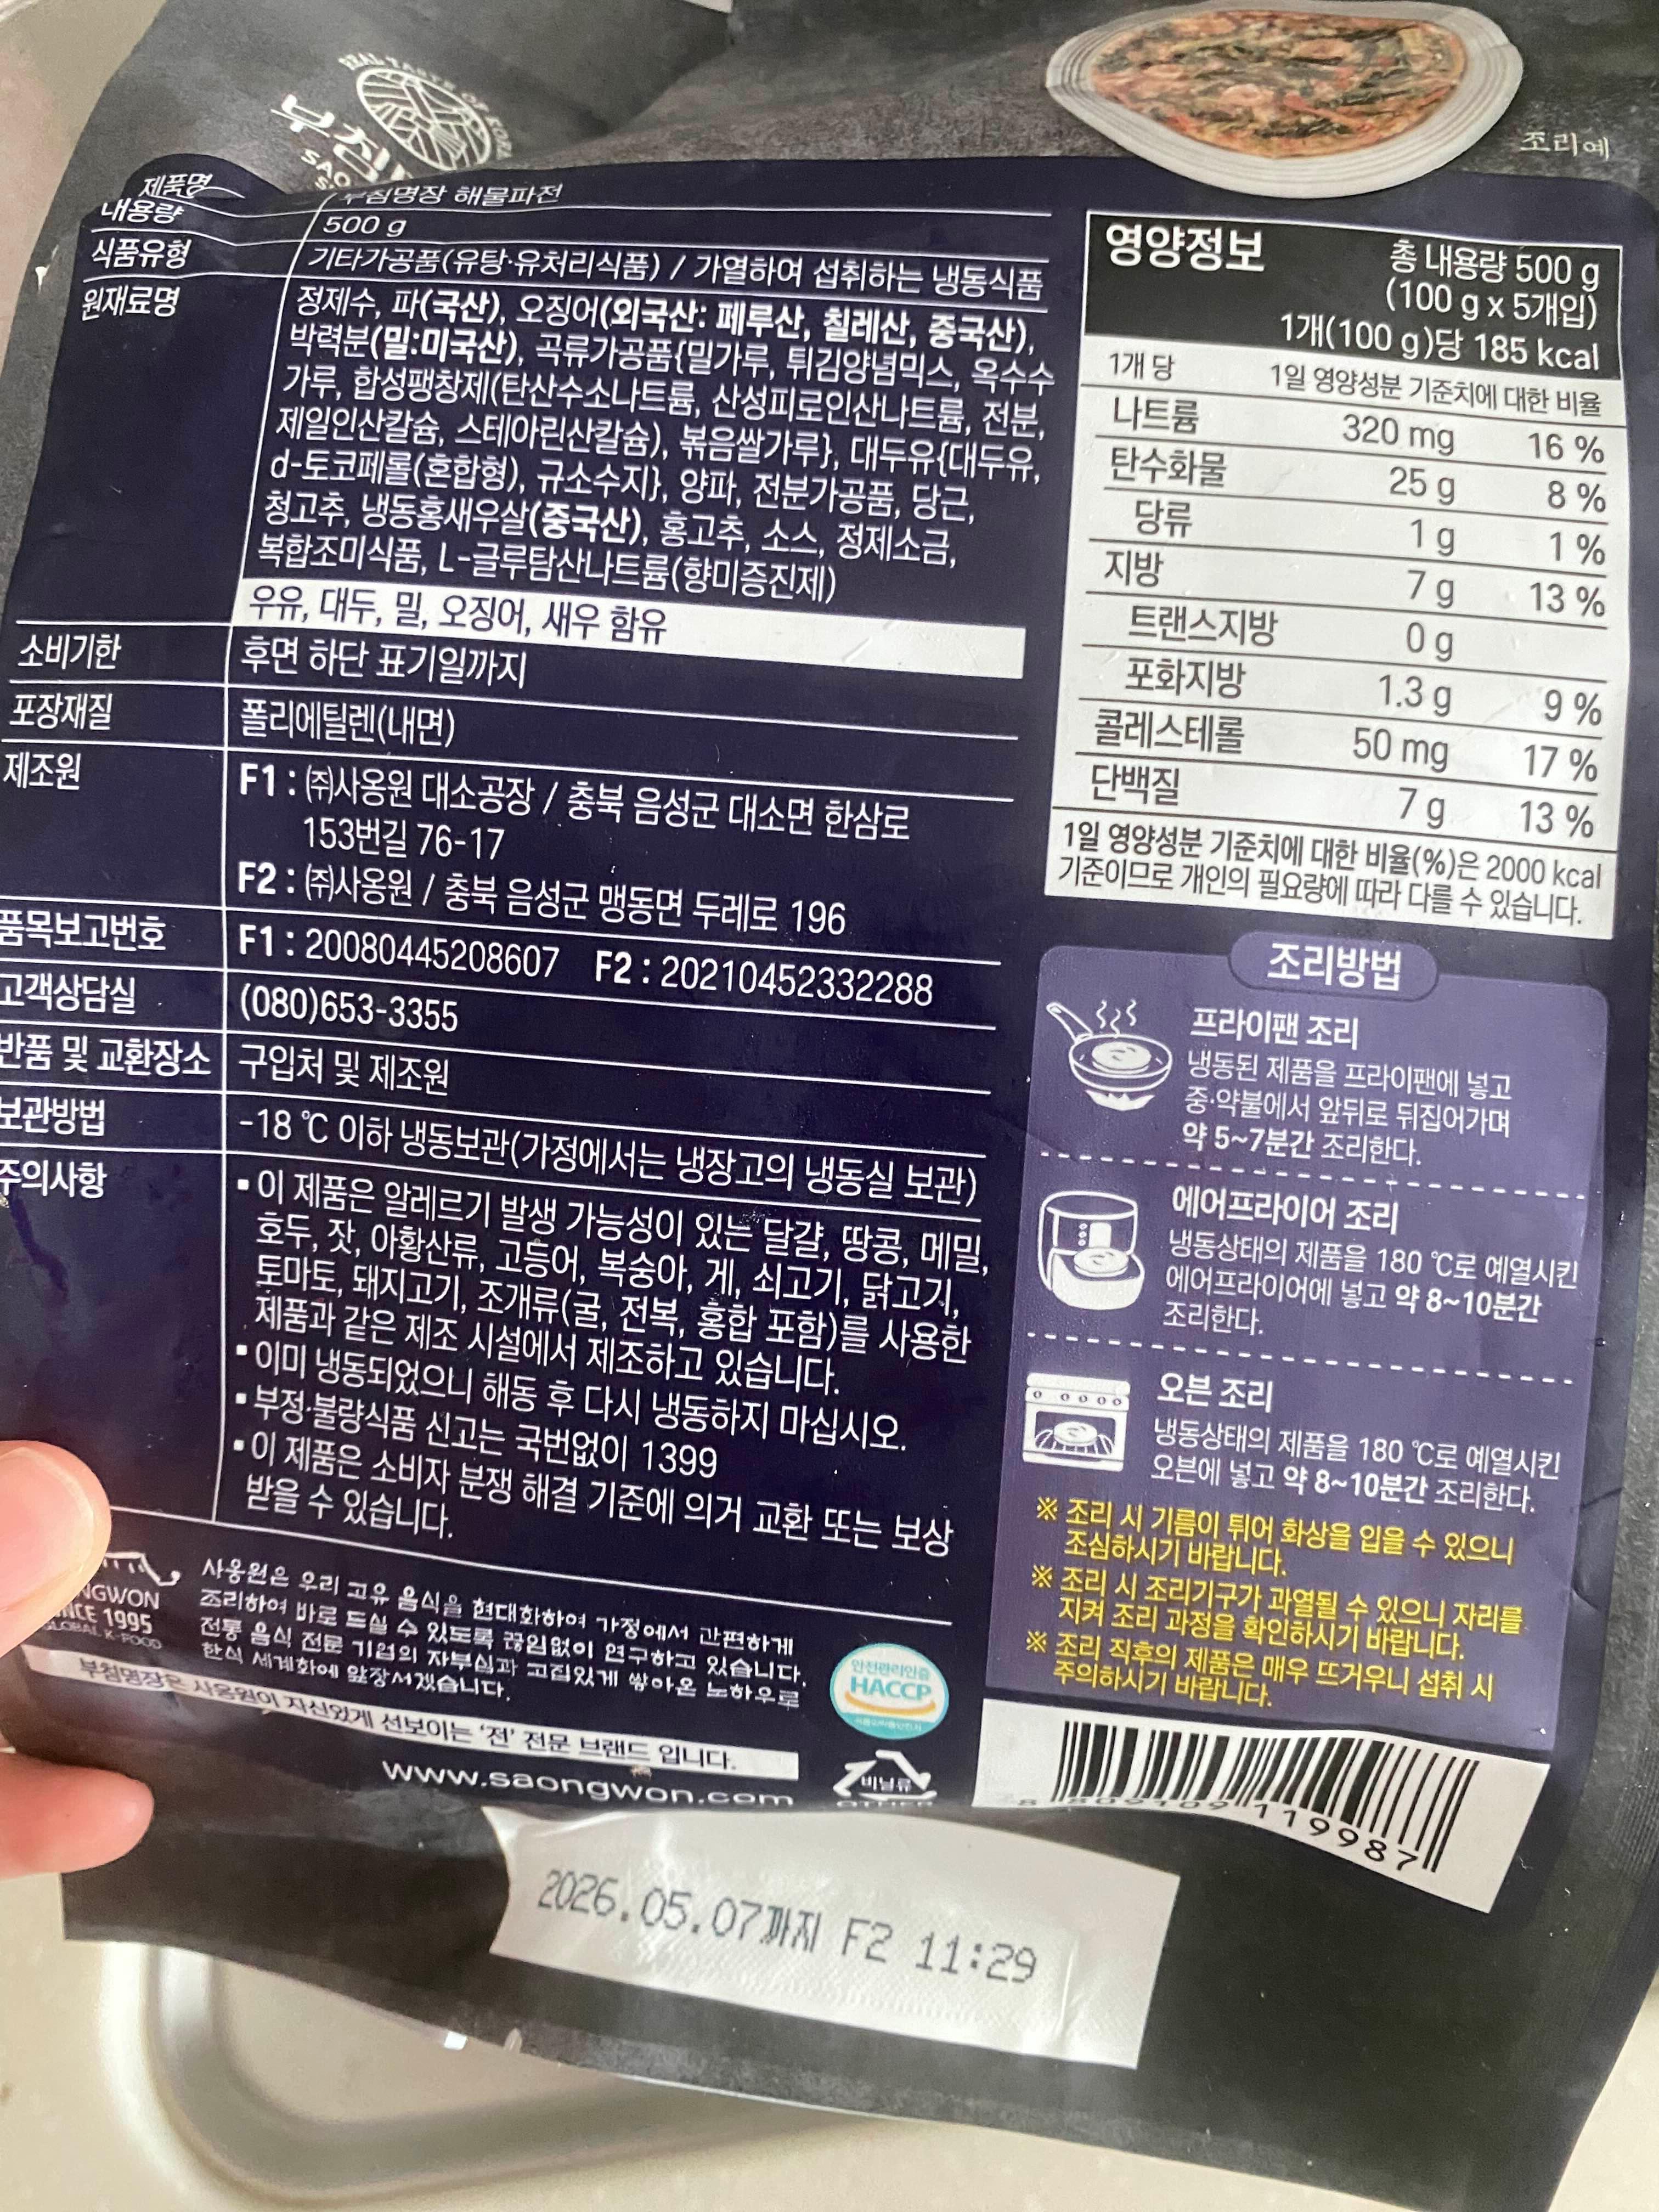 REAL TASTE OF KOREA
조리예
제품명
부침명장 해물파전
내용량
500 g
식품유형
기타가공품(유탕·유처리식품) / 가열하여 섭취하는 냉동식품
원재료명
정제수, 파(국산), 오징어(외국산: 페루산, 칠레산, 중국산),
박력분(밀:미국산), 곡류가공품{밀가루, 튀김양념믹스, 옥수수
가루, 합성팽창제(탄산수소나트륨, 산성피로인산나트륨, 전분,
제일인산칼슘, 스테아린산칼슘), 볶음쌀가루}, 대두유{대두유,
d-토코페롤(혼합형), 규소수지}, 양파, 전분가공품, 당근,
청고추, 냉동홍새우살(중국산), 홍고추, 소스, 정제소금,
복합조미식품, L-글루탐산나트륨(향미증진제)
우유, 대두, 밀, 오징어, 새우 함유
소비기한
후면 하단 표기일까지
포장재질
폴리에틸렌(내면)
제조원
F1 : ㈜사옹원 대소공장 / 충북 음성군 대소면 한삼로
153번길 76-17
F2 : ㈜사옹원 / 충북 음성군 맹동면 두레로 196
품목보고번호
F1 : 20080445208607 F2 : 20210452332288
고객상담실
(080)653-3355
반품 및 교환장소
구입처 및 제조원
보관방법
-18 ℃ 이하 냉동보관(가정에서는 냉장고의 냉동실 보관)
주의사항
▪ 이 제품은 알레르기 발생 가능성이 있는 달걀, 땅콩, 메밀,
호두, 잣, 아황산류, 고등어, 복숭아, 게, 쇠고기, 닭고기,
토마토, 돼지고기, 조개류(굴, 전복, 홍합 포함)를 사용한
제품과 같은 제조 시설에서 제조하고 있습니다.
▪ 이미 냉동되었으니 해동 후 다시 냉동하지 마십시오.
▪ 부정·불량식품 신고는 국번없이 1399
▪ 이 제품은 소비자 분쟁 해결 기준에 의거 교환 또는 보상
받을 수 있습니다.
SINCE 1995
GLOBAL K-FOOD
사옹원은 우리 고유 음식을 현대화하여 가정에서 간편하게
조리하여 바로 드실 수 있도록 끊임없이 연구하고 있습니다.
전통 음식 전문 기업의 자부심과 고집있게 쌓아온 노하우로
한식 세계화에 앞장서겠습니다.
부침명장은 사옹원이 자신있게 선보이는 '전' 전문 브랜드 입니다.
www.saongwon.com
안전관리인증
HACCP
비닐류
OTHER
영양정보
총 내용량 500 g
(100 g x 5개입)
1개(100 g)당 185 kcal
1개 당 1일 영양성분 기준치에 대한 비율
나트륨 320 mg 16 %
탄수화물 25 g 8 %
당류 1 g 1 %
지방 7 g 13 %
트랜스지방 0 g
포화지방 1.3 g 9 %
콜레스테롤 50 mg 17 %
단백질 7 g 13 %
1일 영양성분 기준치에 대한 비율(%)은 2000 kcal
기준이므로 개인의 필요량에 따라 다를 수 있습니다.
조리방법
프라이팬 조리
냉동된 제품을 프라이팬에 넣고
중·약불에서 앞뒤로 뒤집어가며
약 5~7분간 조리한다.
에어프라이어 조리
냉동상태의 제품을 180 ℃로 예열시킨
에어프라이어에 넣고 약 8~10분간
조리한다.
오븐 조리
냉동상태의 제품을 180 ℃로 예열시킨
오븐에 넣고 약 8~10분간 조리한다.
※ 조리 시 기름이 튀어 화상을 입을 수 있으니
조심하시기 바랍니다.
※ 조리 시 조리기구가 과열될 수 있으니 자리를
지켜 조리 과정을 확인하시기 바랍니다.
※ 조리 직후의 제품은 매우 뜨거우니 섭취 시
주의하시기 바랍니다.
119987
2026.05.07까지 F2 11:29